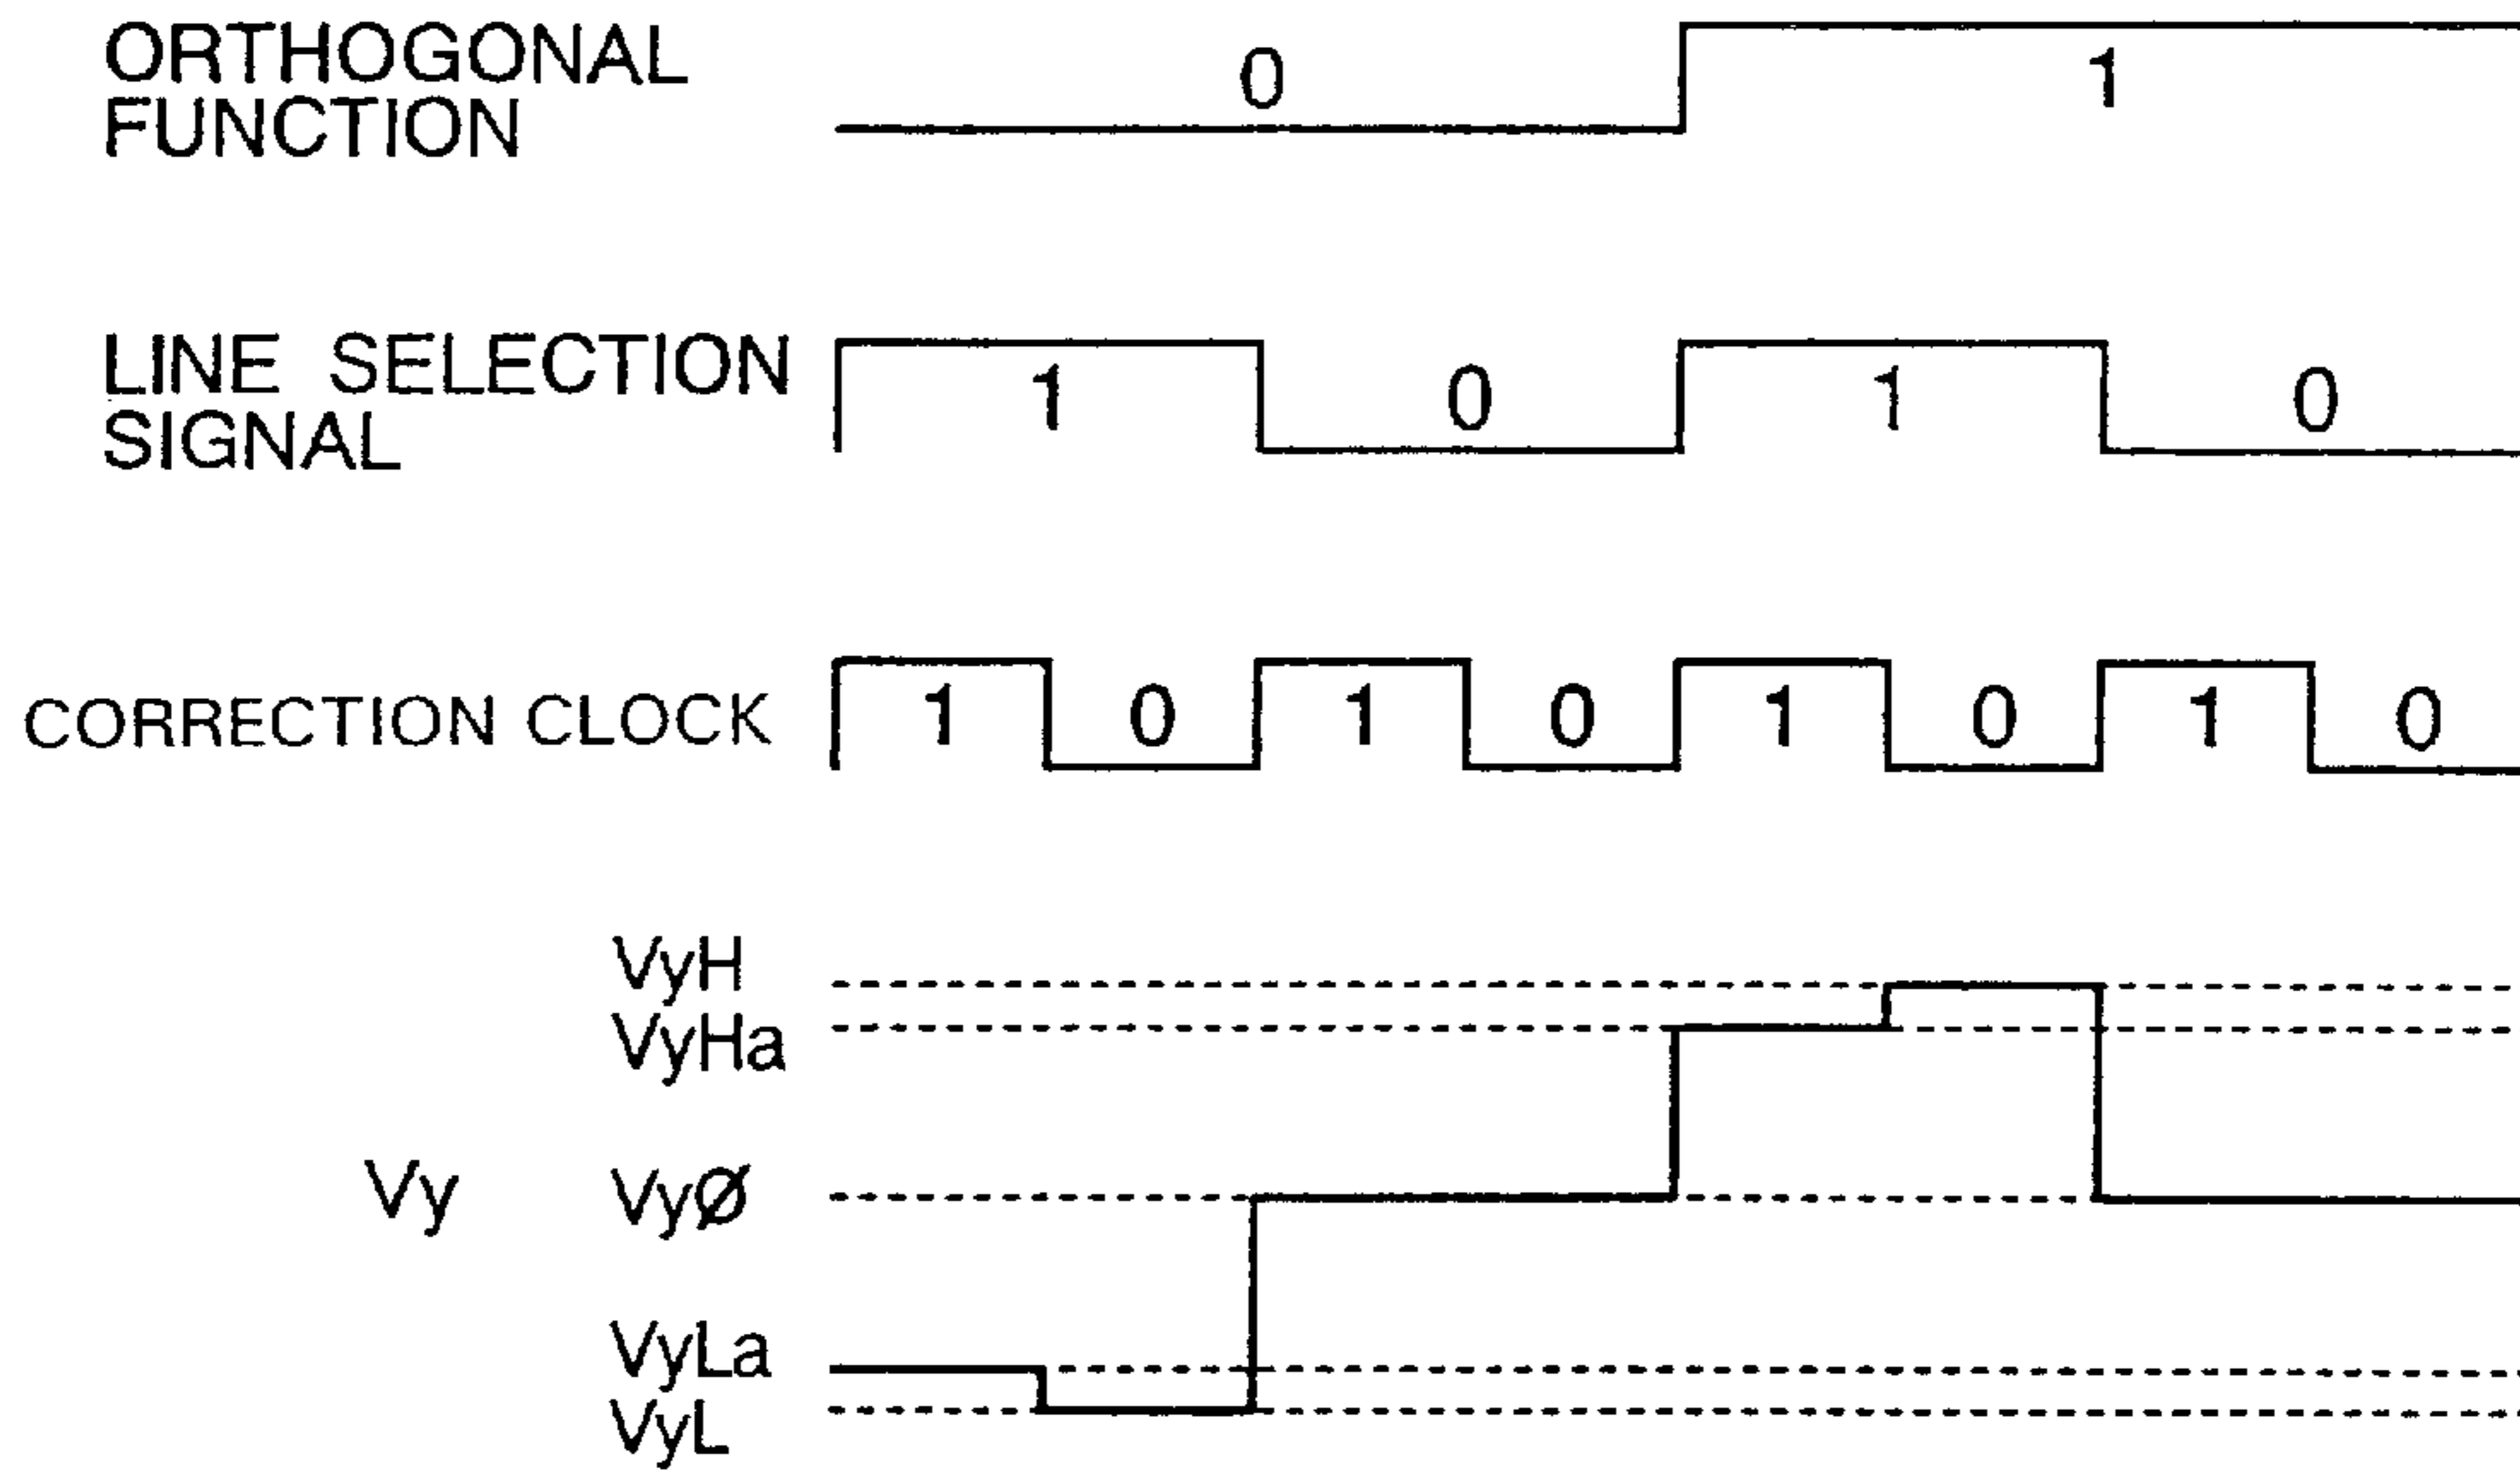 ORTHOGONAL
FUNCTION
0 1
LINE SELECTION
SIGNAL
1 0 1 0
CORRECTION CLOCK
1 0 1 0 1 0 1 0
VyH
VyHa
Vy VyØ
VyLa
VyL